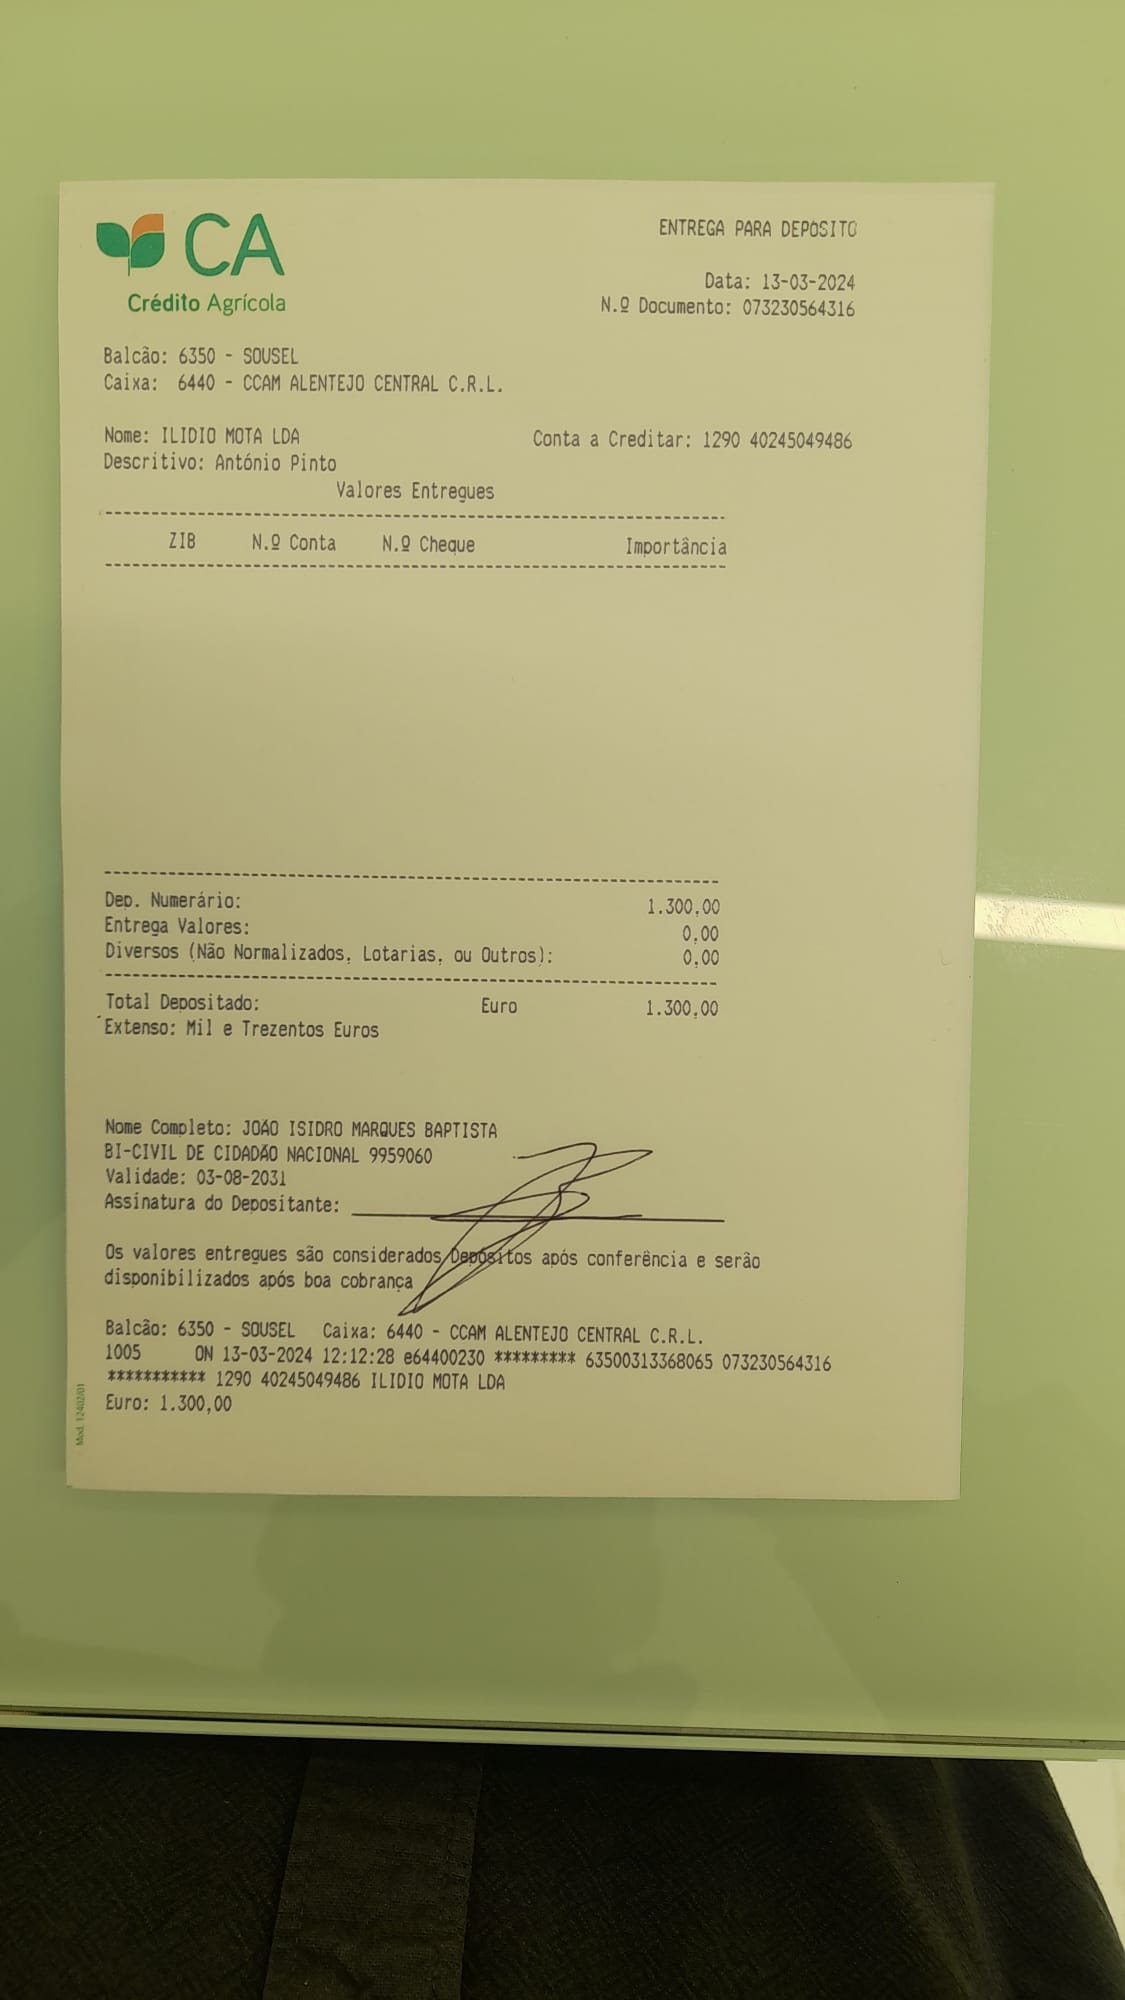 CA
Crédito Agrícola
ENTREGA PARA DEPÓSITO
Data: 13-03-2024
N.º Documento: 073230564316
Balcão: 6350 - SOUSEL
Caixa: 6440 - CCAM ALENTEJO CENTRAL C.R.L.
Nome: ILIDIO MOTA LDA Conta a Creditar: 1290 40245049486
Descritivo: António Pinto
Valores Entregues
ZIB N.º Conta N.º Cheque Importância
Dep. Numerário: 1.300,00
Entrega Valores: 0,00
Diversos (Não Normalizados, Lotarias, ou Outros): 0,00
Total Depositado: Euro 1.300,00
Extenso: Mil e Trezentos Euros
Nome Completo: JOÃO ISIDRO MARQUES BAPTISTA
BI-CIVIL DE CIDADÃO NACIONAL 9959060
Validade: 03-08-2031
Assinatura do Depositante:
Os valores entregues são considerados Depósitos após conferência e serão
disponibilizados após boa cobrança
Balcão: 6350 - SOUSEL Caixa: 6440 - CCAM ALENTEJO CENTRAL C.R.L.
1005 ON 13-03-2024 12:12:28 e64400230 ********* 63500313368065 073230564316
*********** 1290 40245049486 ILIDIO MOTA LDA
Euro: 1.300,00
Mod. 12402/01